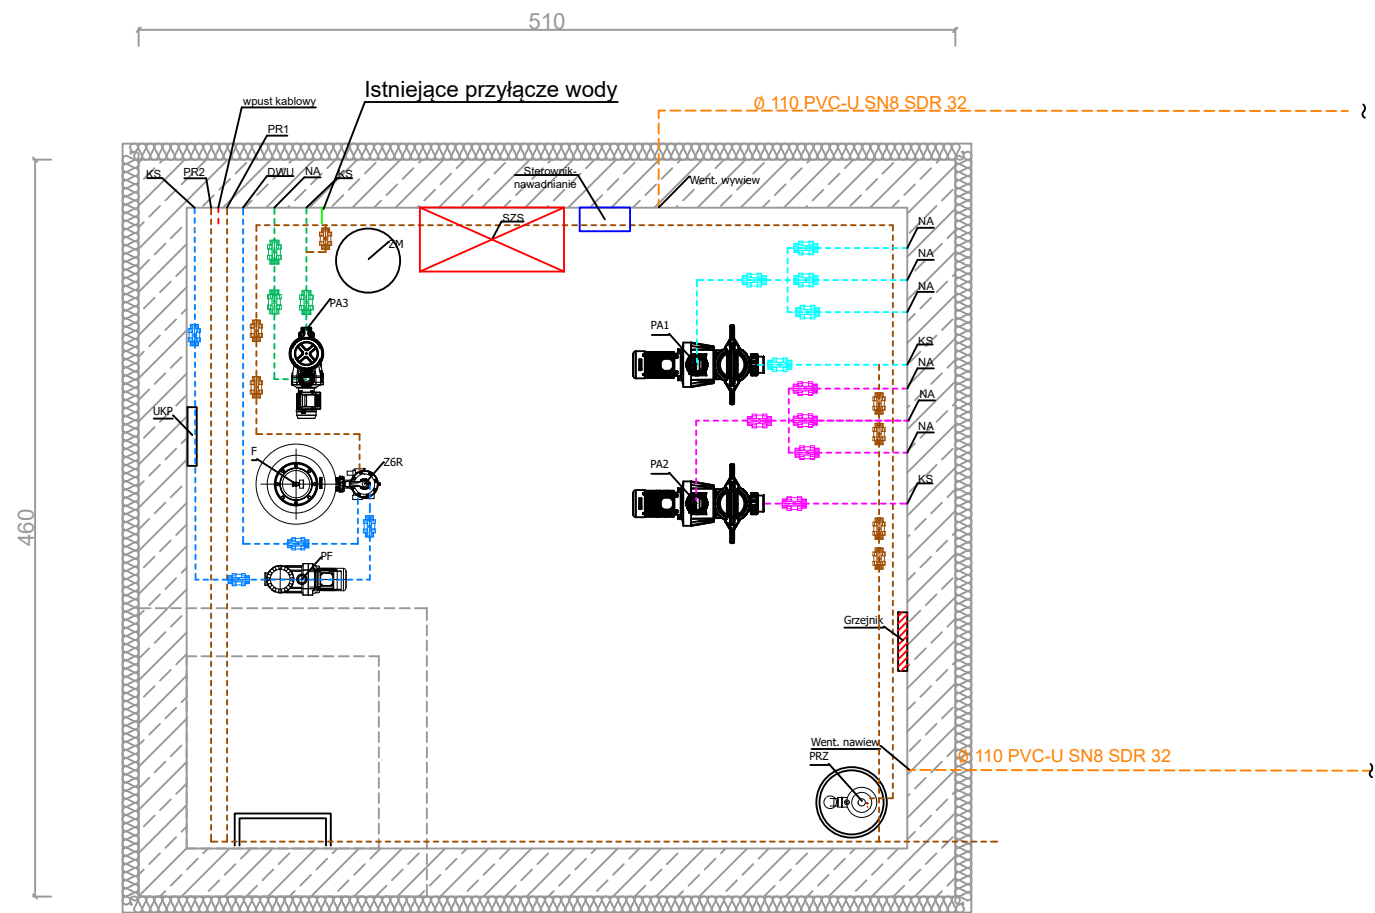 510
Istniejące przyłącze wody
wpust kablowy
Ø 110 PVC-U SN8 SDR 32
PR1
KS
PR2
DWU
NA
KS
Sterownik-
nawadnianie
Went. wywiew
SZS
ZM
NA
NA
NA
PA3
PA1
KS
NA
NA
UKP
NA
F
Z6R
PA2
KS
460
PF
Grzejnik
Went. nawiew
PRZ
Ø 110 PVC-U SN8 SDR 32